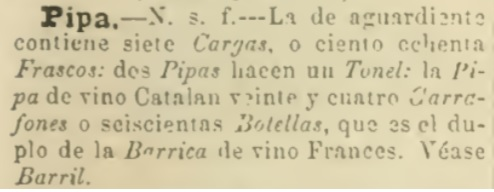 Pipa.—N. s. f.---La de aguardiente
contiene siete Cargas, o ciento ochenta
Frascos: dos Pipas hacen un Tonel: la Pi-
pa de vino Catalan veinte y cuatro Garra-
fones o seiscientas Botellas, que es el du-
plo de la Barrica de vino Frances. Véase
Barril.